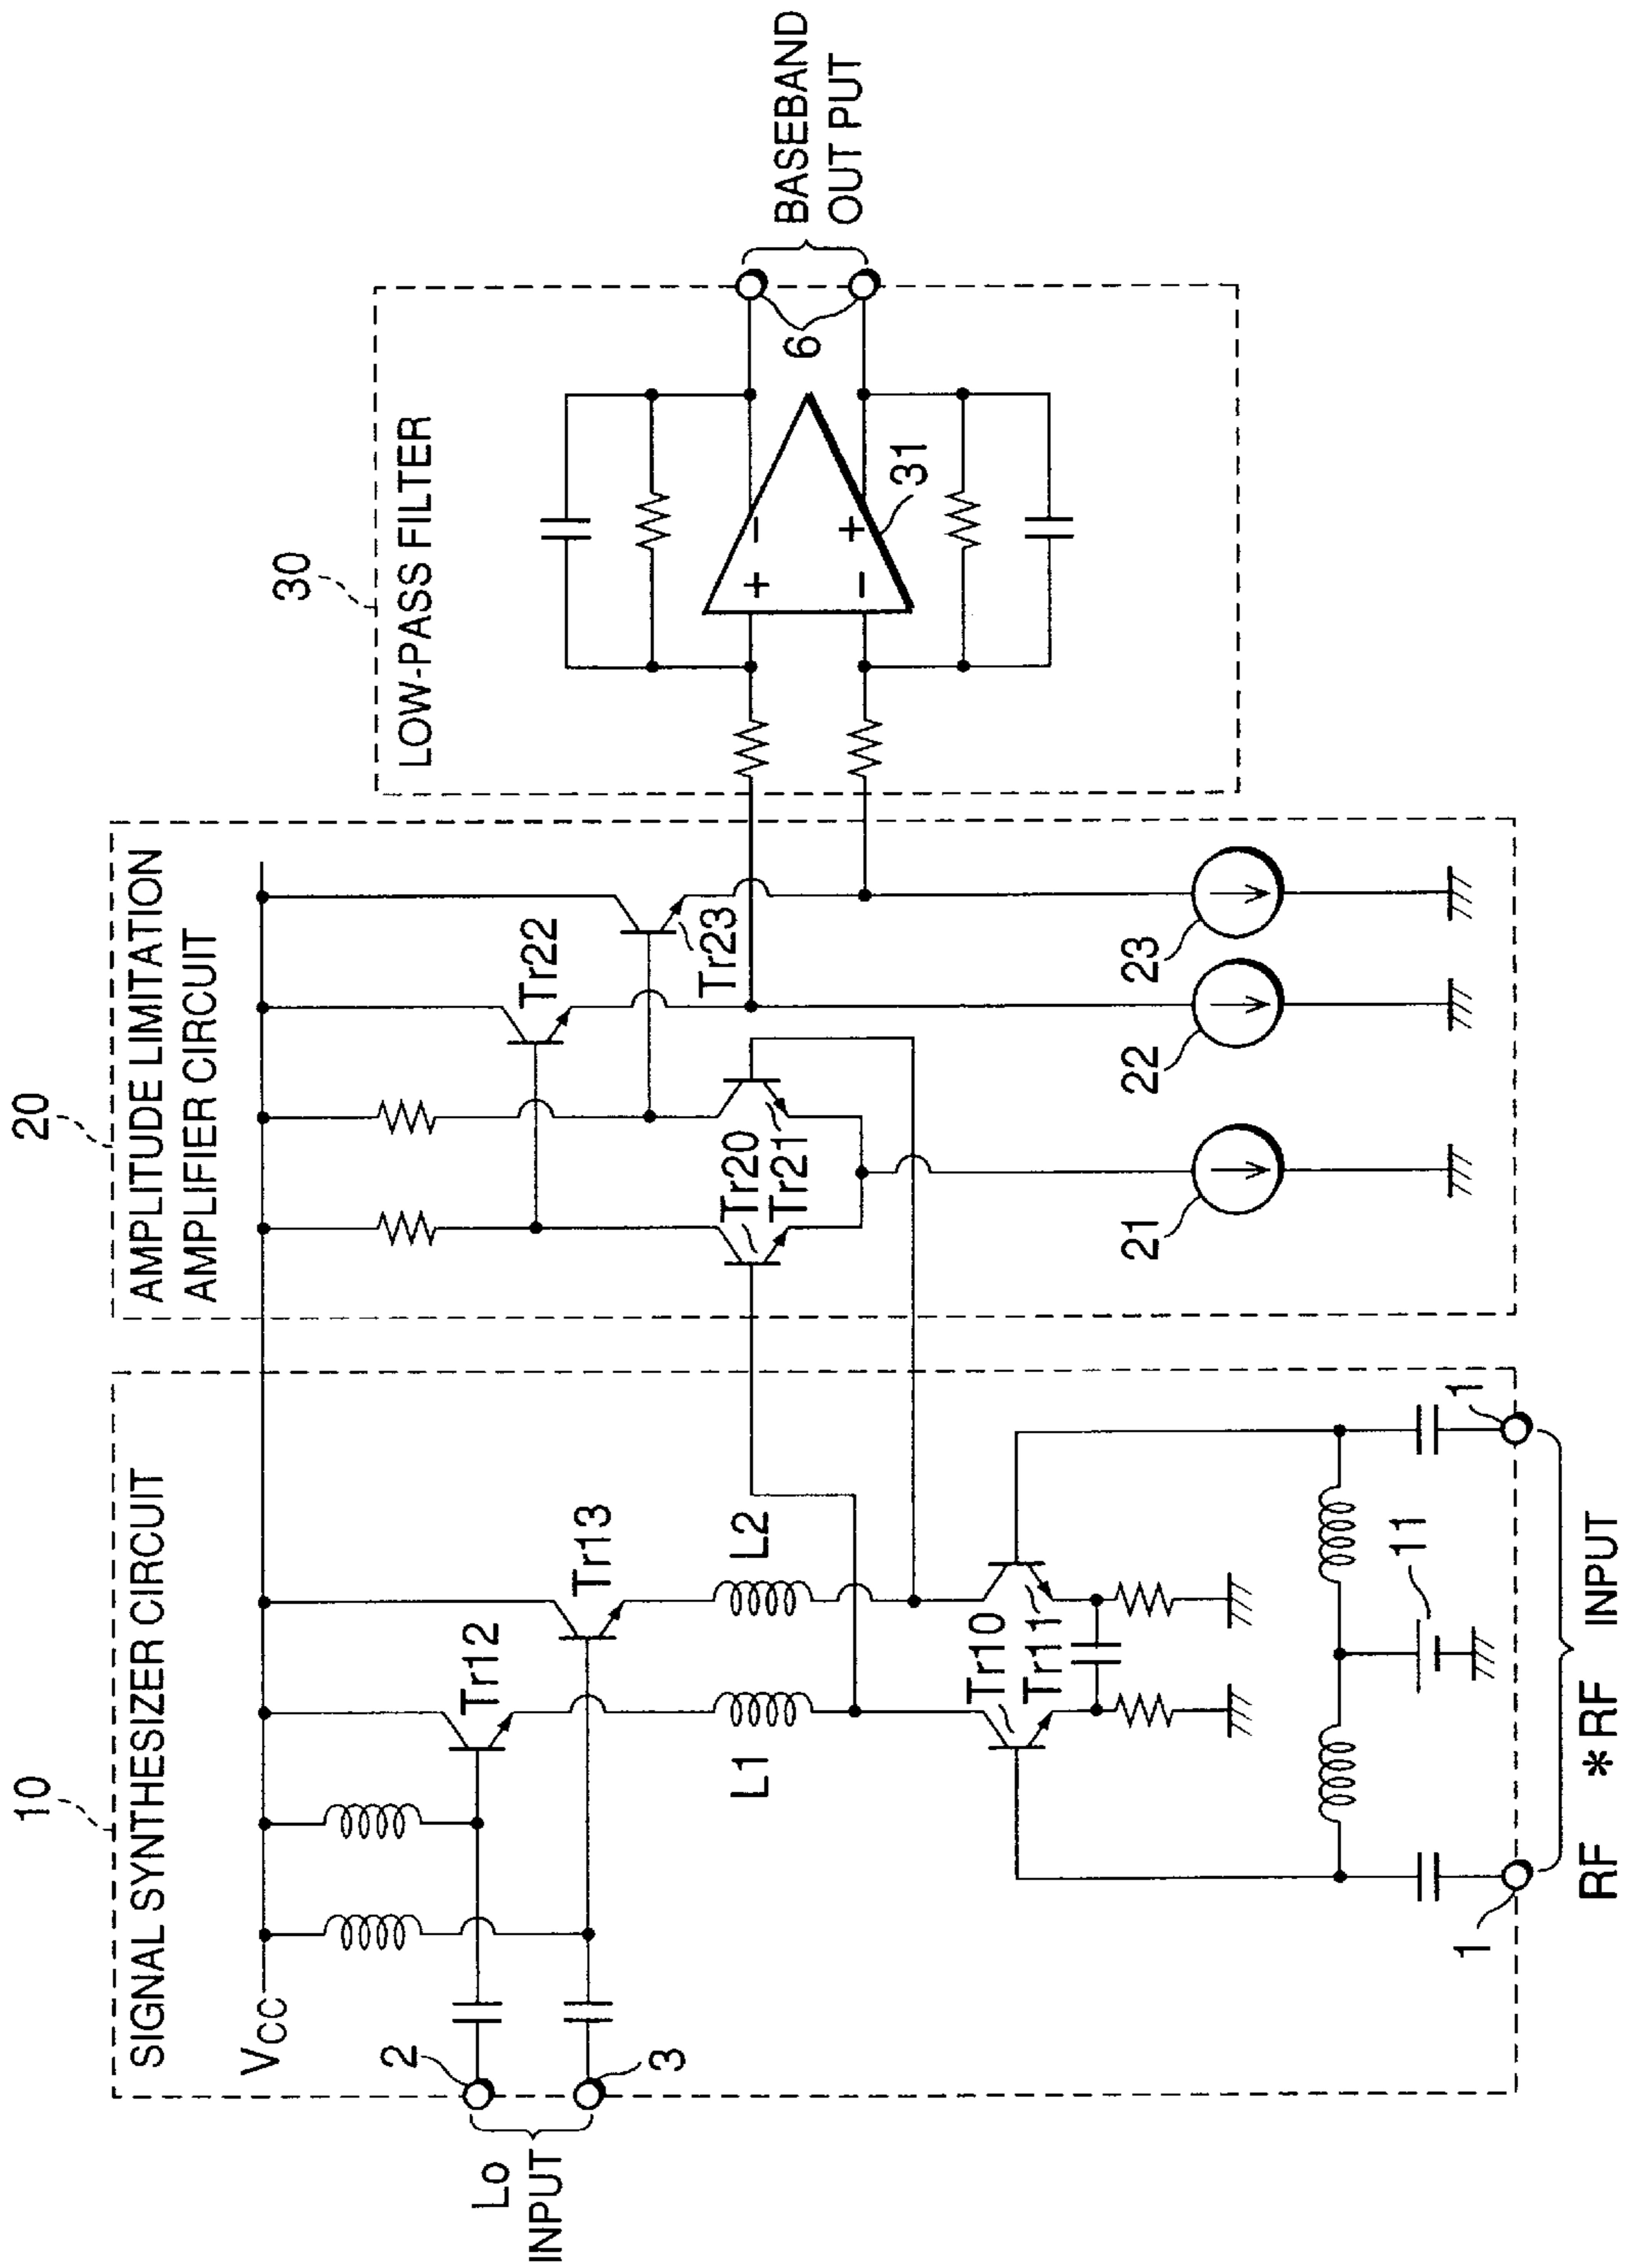 10
SIGNAL SYNTHESIZER CIRCUIT
VCC
2
3
Lo
INPUT
Tr12
Tr13
L1
L2
Tr10
Tr11
11
1
1
RF *RF INPUT
20
AMPLITUDE LIMITATION
AMPLIFIER CIRCUIT
Tr22
Tr23
Tr20
Tr21
21
22
23
30
LOW-PASS FILTER
+
−
−
+
31
6
BASEBAND
OUT PUT